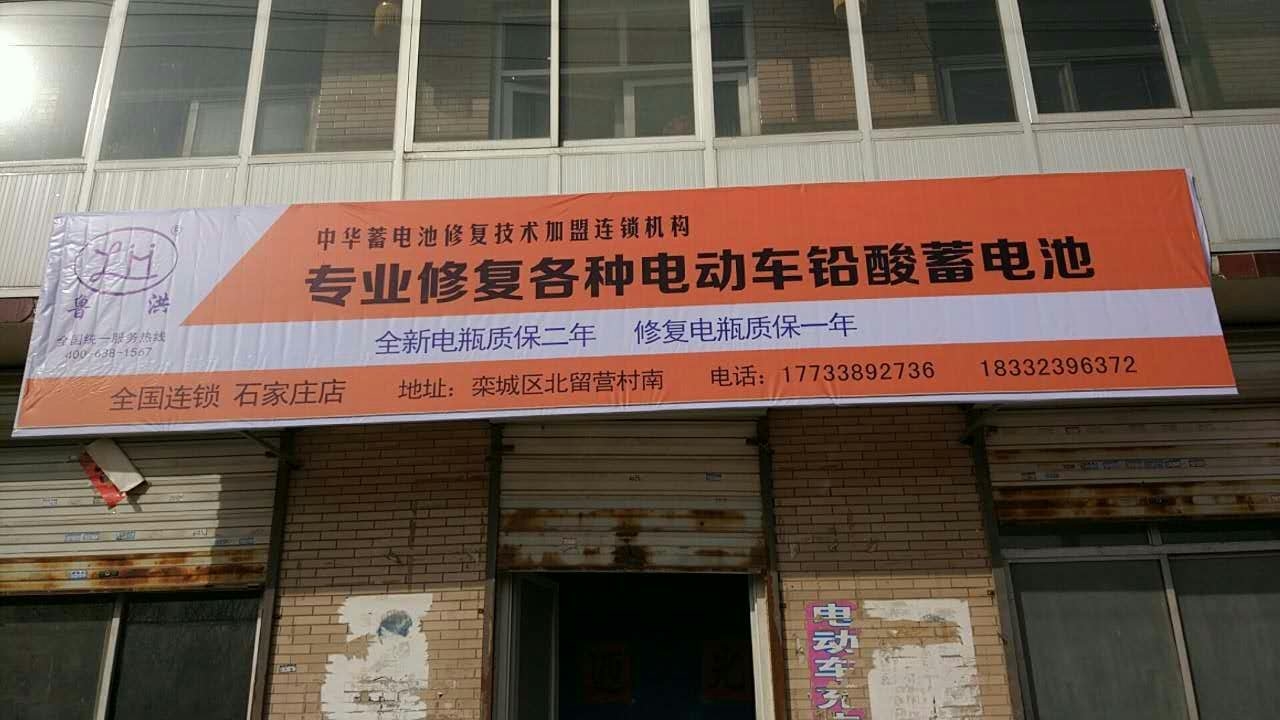 中华蓄电池修复技术加盟连锁机构
专业修复各种电动车铅酸蓄电池
LH ®
鲁 洪
全国统一服务热线
400-638-1567
全新电瓶质保二年 修复电瓶质保一年
全国连锁 石家庄店 地址：栾城区北留营村南 电话：17733892736 18332396372
电动车充